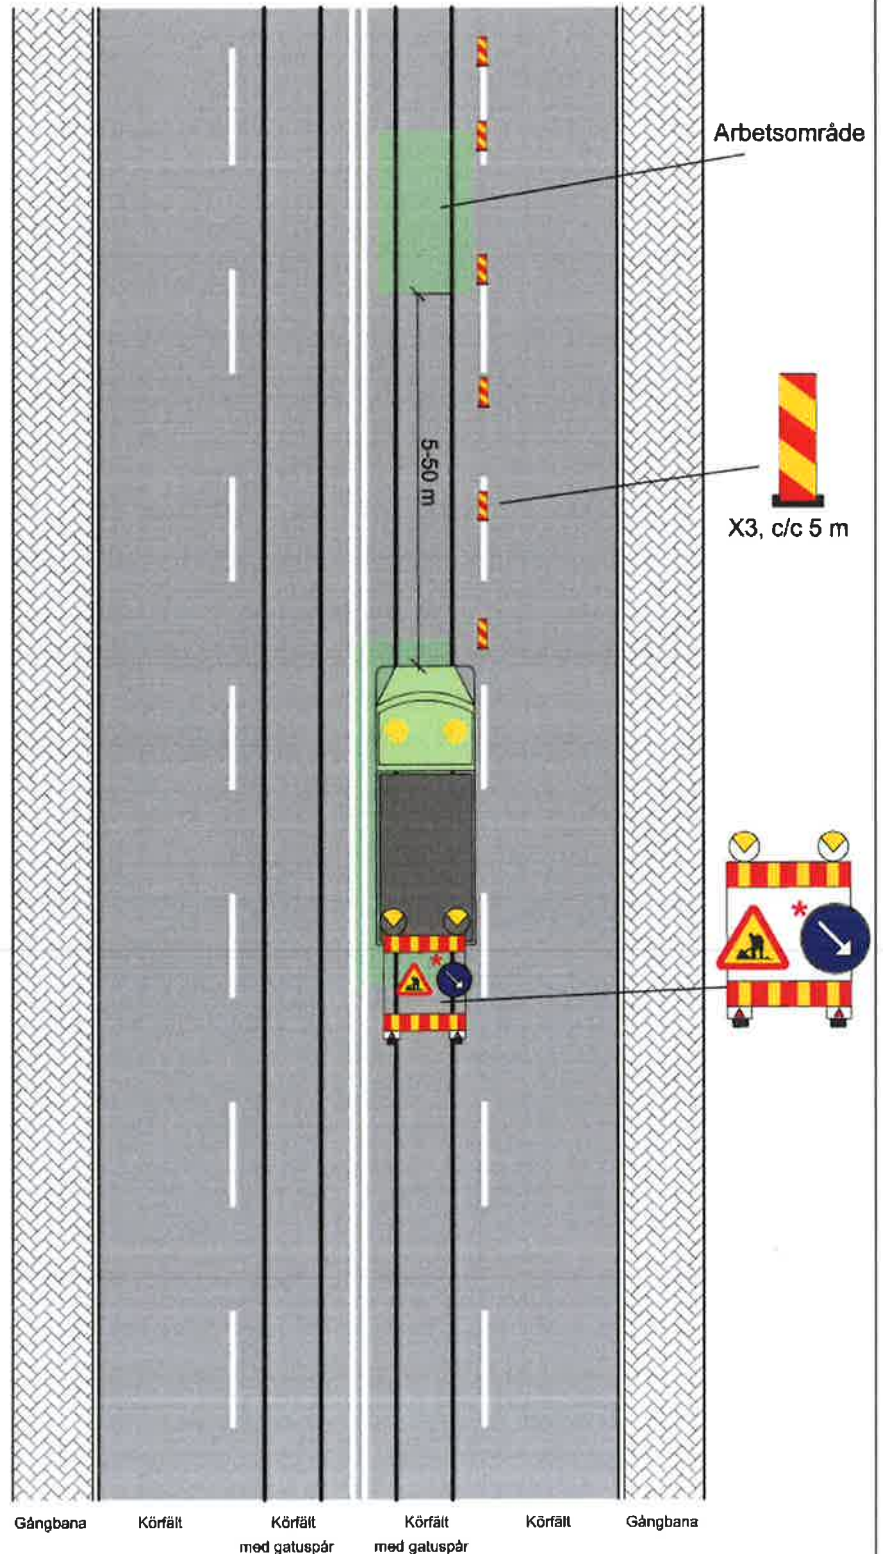 Arbetsområde
5-50 m
X3, c/c 5 m
*
*
Gångbana
Körfält
Körfält
med gatuspår
Körfält
med gatuspår
Körfält
Gångbana